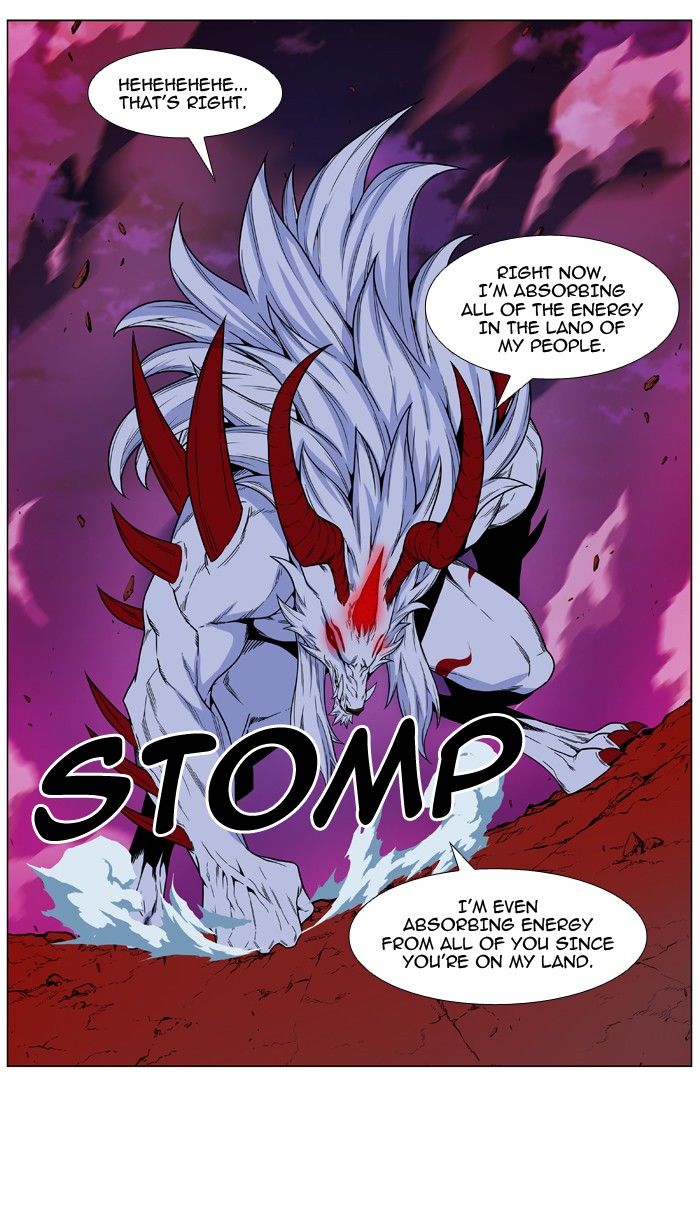 HEHEHEHEHE...
THAT'S RIGHT.
RIGHT NOW,
I'M ABSORBING
ALL OF THE ENERGY
IN THE LAND OF
MY PEOPLE.
STOMP
I'M EVEN
ABSORBING ENERGY
FROM ALL OF YOU SINCE
YOU'RE ON MY LAND.